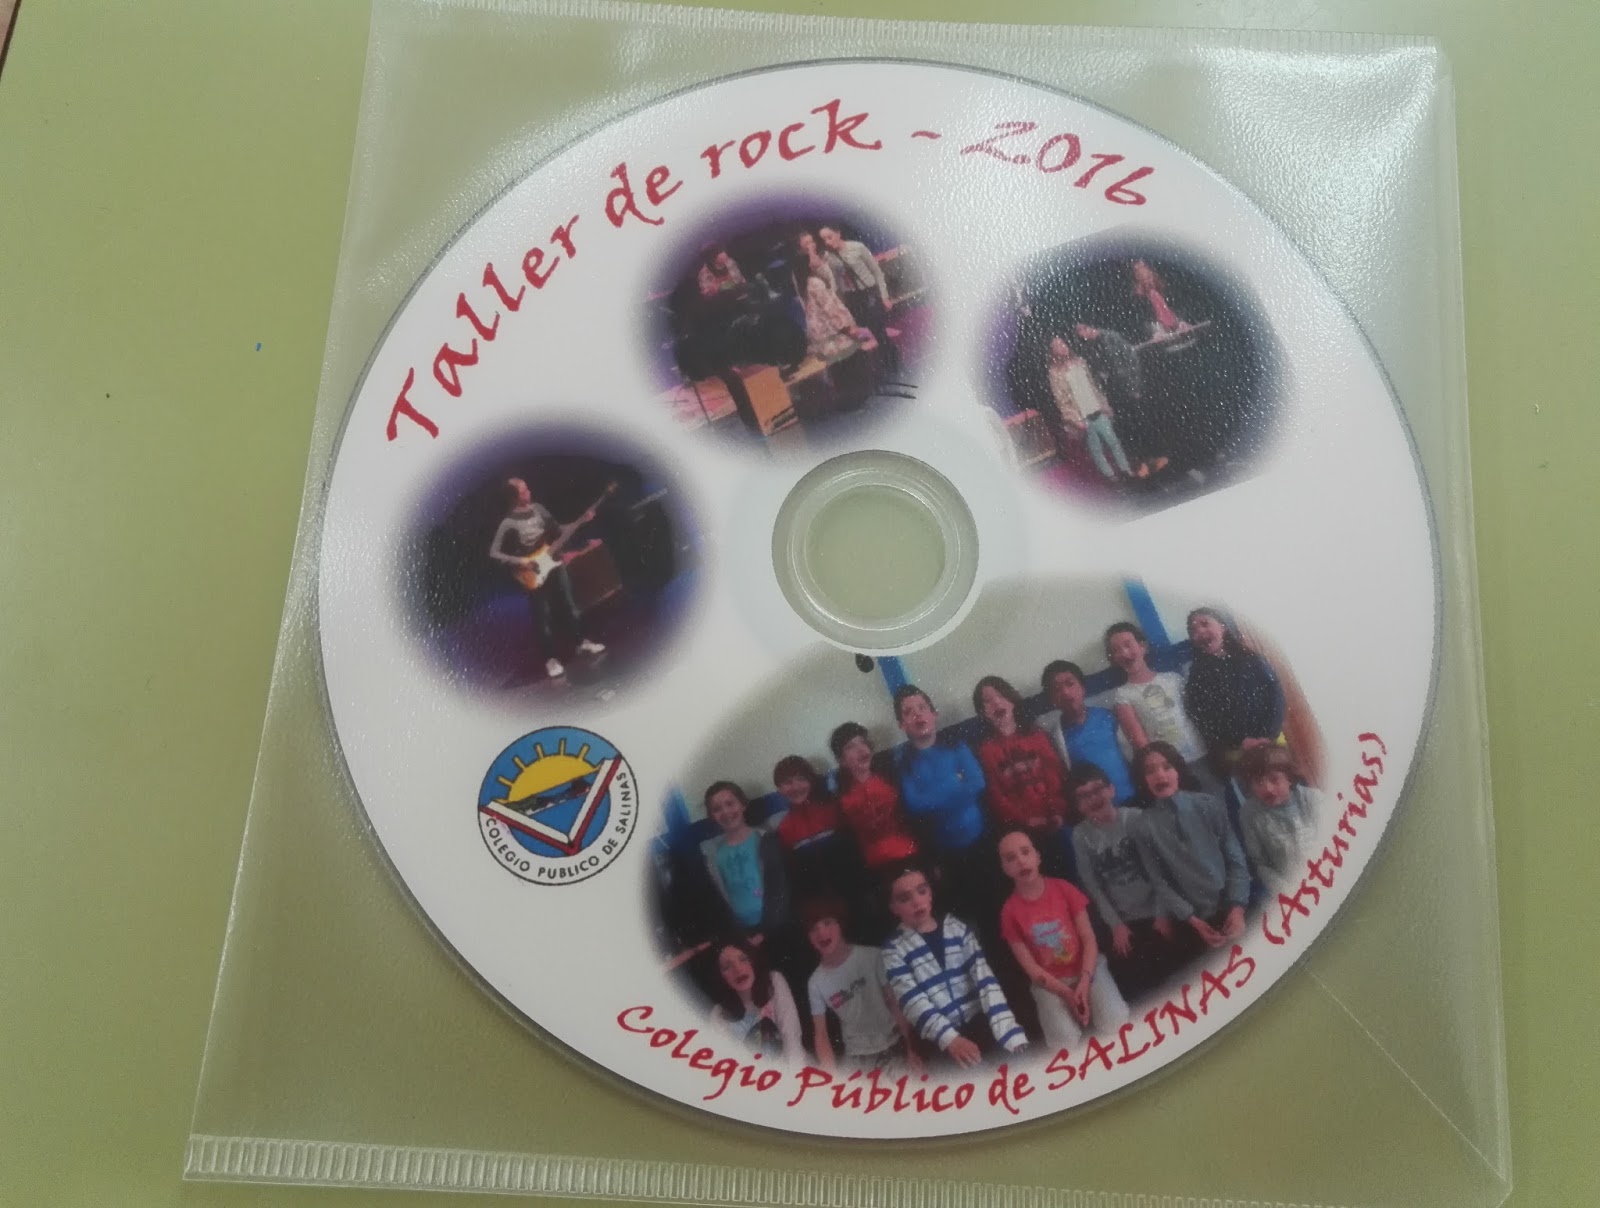 Taller de rock - 2016
COLEGIO PUBLICO DE SALINAS
Colegio Público de SALINAS (Asturias)